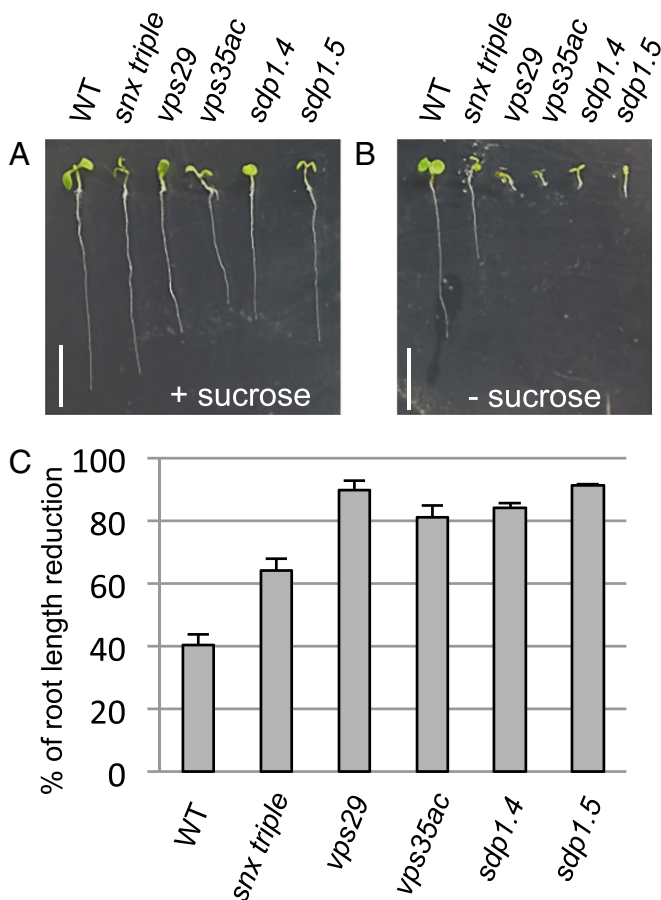 WT snx triple vps29 vps35ac sdp1.4 sdp1.5
WT snx triple vps29 vps35ac sdp1.4 sdp1.5
A
B
+ sucrose
- sucrose
C
% of root length reduction
100
80
60
40
20
0
WT snx triple vps29 vps35ac sdp1.4 sdp1.5